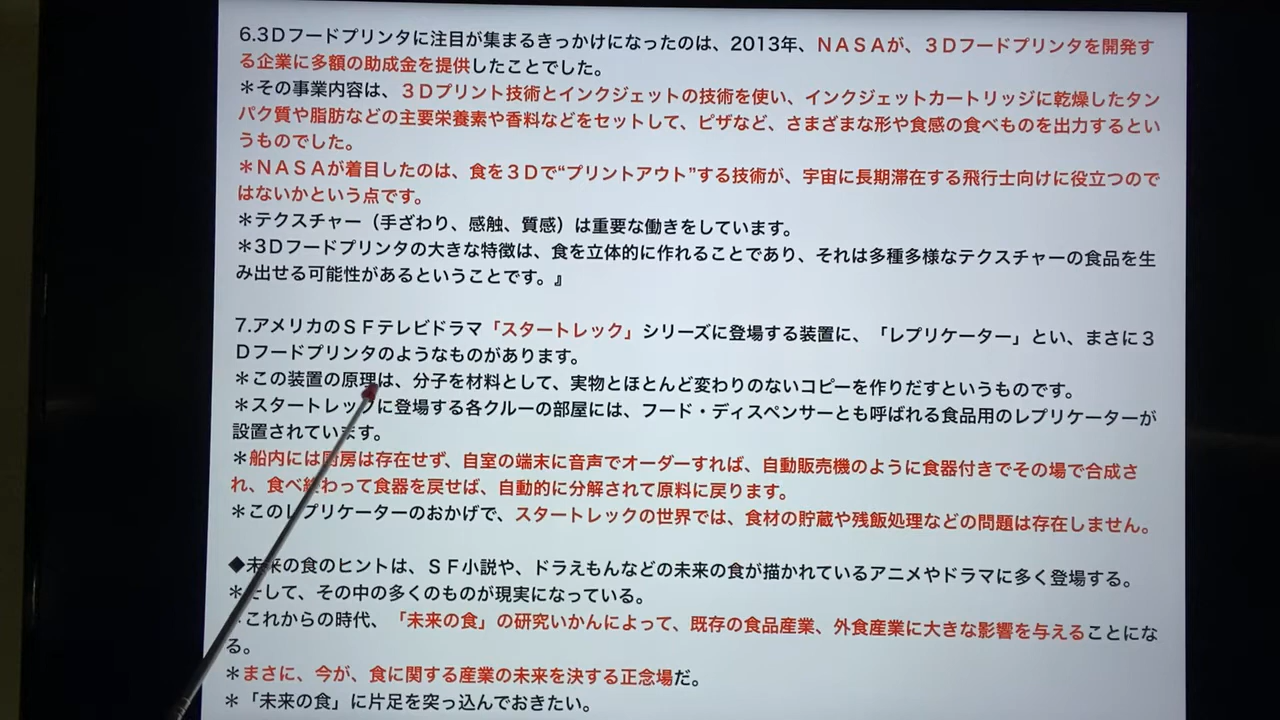 6.3Dフードプリンタに注目が集まるきっかけになったのは、2013年、NASAが、3Dフードプリンタを開発す
る企業に多額の助成金を提供したことでした。
＊その事業内容は、3Dプリント技術とインクジェットの技術を使い、インクジェットカートリッジに乾燥したタン
パク質や脂肪などの主要栄養素や香料などをセットして、ピザなど、さまざまな形や食感の食べものを出力するとい
うものでした。
＊NASAが着目したのは、食を3Dで“プリントアウト”する技術が、宇宙に長期滞在する飛行士向けに役立つので
はないかという点です。
＊テクスチャー（手ざわり、感触、質感）は重要な働きをしています。
＊3Dフードプリンタの大きな特徴は、食を立体的に作れることであり、それは多種多様なテクスチャーの食品を生
み出せる可能性があるということです。』
7.アメリカのSFテレビドラマ「スタートレック」シリーズに登場する装置に、「レプリケーター」とい、まさに3
Dフードプリンタのようなものがあります。
＊この装置の原理は、分子を材料として、実物とほとんど変わりのないコピーを作りだすというものです。
＊スタートレックに登場する各クルーの部屋には、フード・ディスペンサーとも呼ばれる食品用のレプリケーターが
設置されています。
＊船内には厨房は存在せず、自室の端末に音声でオーダーすれば、自動販売機のように食器付きでその場で合成さ
れ、食べ終わって食器を戻せば、自動的に分解されて原料に戻ります。
＊このレプリケーターのおかげで、スタートレックの世界では、食材の貯蔵や残飯処理などの問題は存在しません。
◆未来の食のヒントは、SF小説や、ドラえもんなどの未来の食が描かれているアニメやドラマに多く登場する。
＊そして、その中の多くのものが現実になっている。
＊これからの時代、「未来の食」の研究いかんによって、既存の食品産業、外食産業に大きな影響を与えることにな
る。
＊まさに、今が、食に関する産業の未来を決する正念場だ。
＊「未来の食」に片足を突っ込んでおきたい。